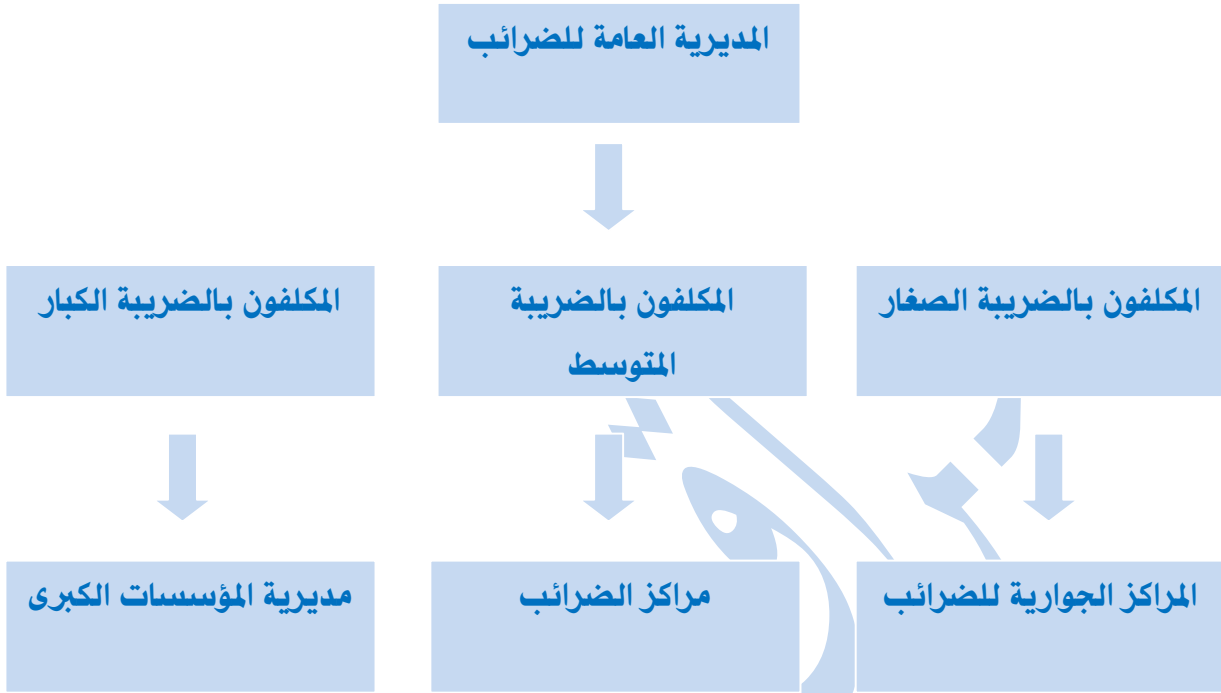 المديرية العامة للضرائب
المكلفون بالضريبة الصغار
المكلفون بالضريبة
المتوسط
المكلفون بالضريبة الكبار
المراكز الجوارية للضرائب
مراكز الضرائب
مديرية المؤسسات الكبرى